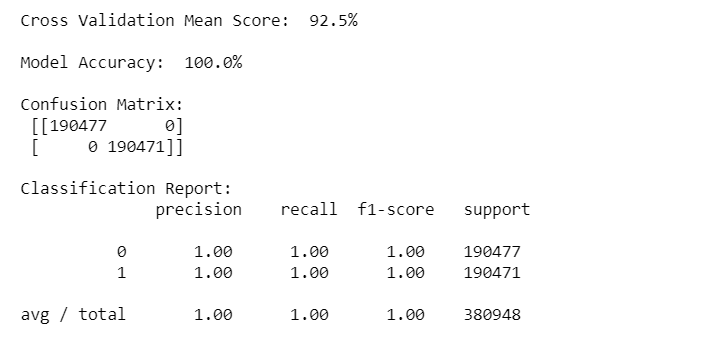 Cross Validation Mean Score:  92.5%
Model Accuracy:  100.0%
Confusion Matrix:
 [[190477      0]
 [     0 190471]]
Classification Report:
              precision    recall  f1-score   support
          0       1.00      1.00      1.00    190477
          1       1.00      1.00      1.00    190471
avg / total       1.00      1.00      1.00    380948